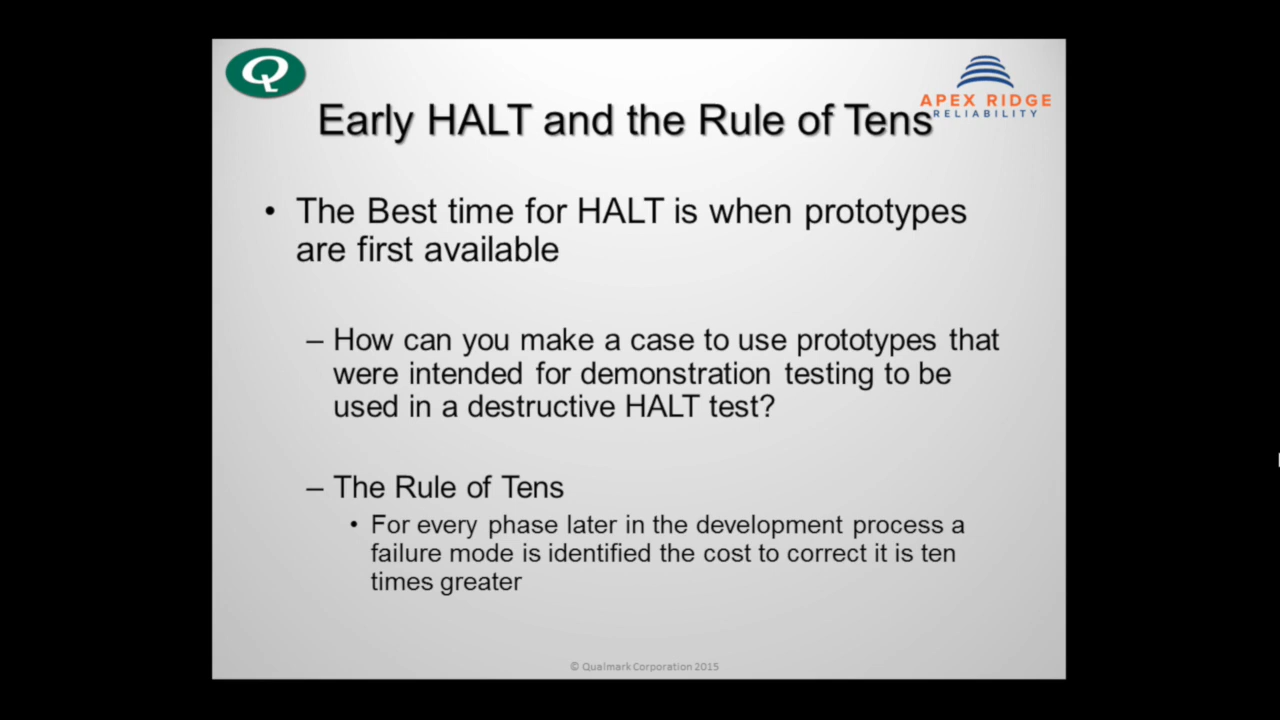 Q
APEX RIDGE
RELIABILITY
Early HALT and the Rule of Tens
• The Best time for HALT is when prototypes
are first available
– How can you make a case to use prototypes that
were intended for demonstration testing to be
used in a destructive HALT test?
– The Rule of Tens
• For every phase later in the development process a
failure mode is identified the cost to correct it is ten
times greater
© Qualmark Corporation 2015